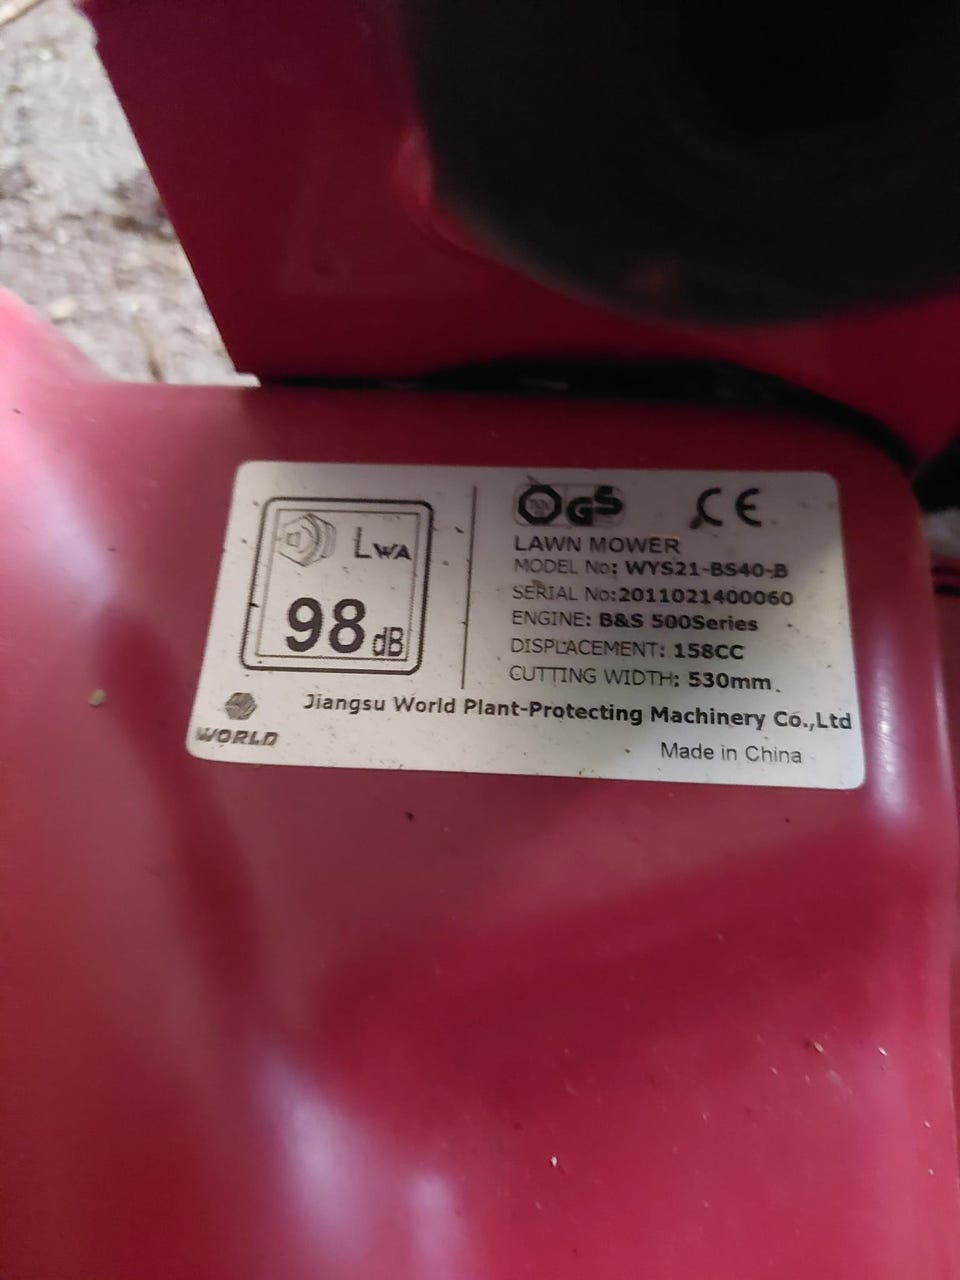 LWA
98 dB
WORLD
GS CE
LAWN MOWER
MODEL No: WYS21-BS40-B
SERIAL No:2011021400060
ENGINE: B&S 500Series
DISPLACEMENT: 158CC
CUTTING WIDTH: 530mm
Jiangsu World Plant-Protecting Machinery Co.,Ltd
Made in China